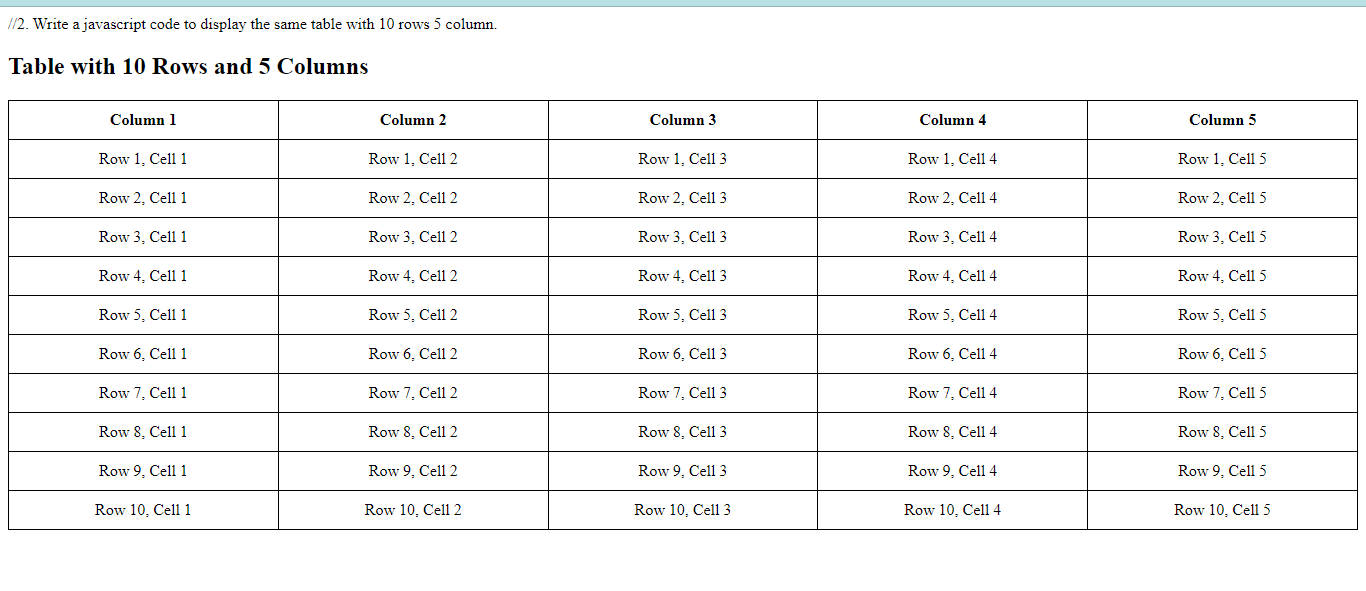 //2. Write a javascript code to display the same table with 10 rows 5 column.
Table with 10 Rows and 5 Columns
Column 1 Column 2 Column 3 Column 4 Column 5
Row 1, Cell 1 Row 1, Cell 2 Row 1, Cell 3 Row 1, Cell 4 Row 1, Cell 5
Row 2, Cell 1 Row 2, Cell 2 Row 2, Cell 3 Row 2, Cell 4 Row 2, Cell 5
Row 3, Cell 1 Row 3, Cell 2 Row 3, Cell 3 Row 3, Cell 4 Row 3, Cell 5
Row 4, Cell 1 Row 4, Cell 2 Row 4, Cell 3 Row 4, Cell 4 Row 4, Cell 5
Row 5, Cell 1 Row 5, Cell 2 Row 5, Cell 3 Row 5, Cell 4 Row 5, Cell 5
Row 6, Cell 1 Row 6, Cell 2 Row 6, Cell 3 Row 6, Cell 4 Row 6, Cell 5
Row 7, Cell 1 Row 7, Cell 2 Row 7, Cell 3 Row 7, Cell 4 Row 7, Cell 5
Row 8, Cell 1 Row 8, Cell 2 Row 8, Cell 3 Row 8, Cell 4 Row 8, Cell 5
Row 9, Cell 1 Row 9, Cell 2 Row 9, Cell 3 Row 9, Cell 4 Row 9, Cell 5
Row 10, Cell 1 Row 10, Cell 2 Row 10, Cell 3 Row 10, Cell 4 Row 10, Cell 5